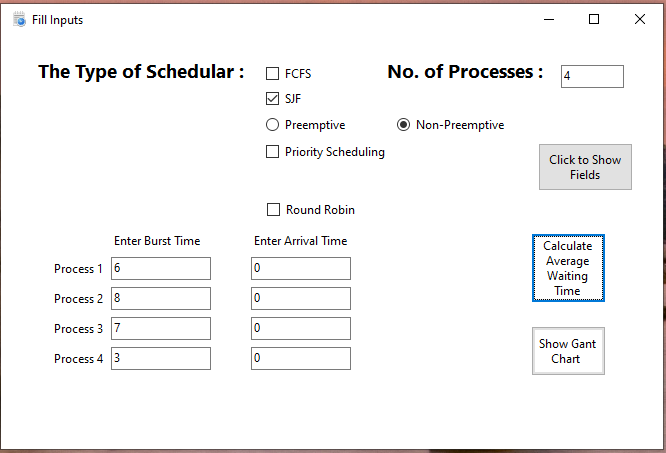 Fill Inputs
The Type of Schedular :
FCFS
No. of Processes :
4
SJF
Preemptive
Non-Preemptive
Priority Scheduling
Click to Show
Fields
Round Robin
Enter Burst Time
Enter Arrival Time
Process 1
6
0
Process 2
8
0
Process 3
7
0
Process 4
3
0
Calculate
Average
Waiting
Time
Show Gant
Chart